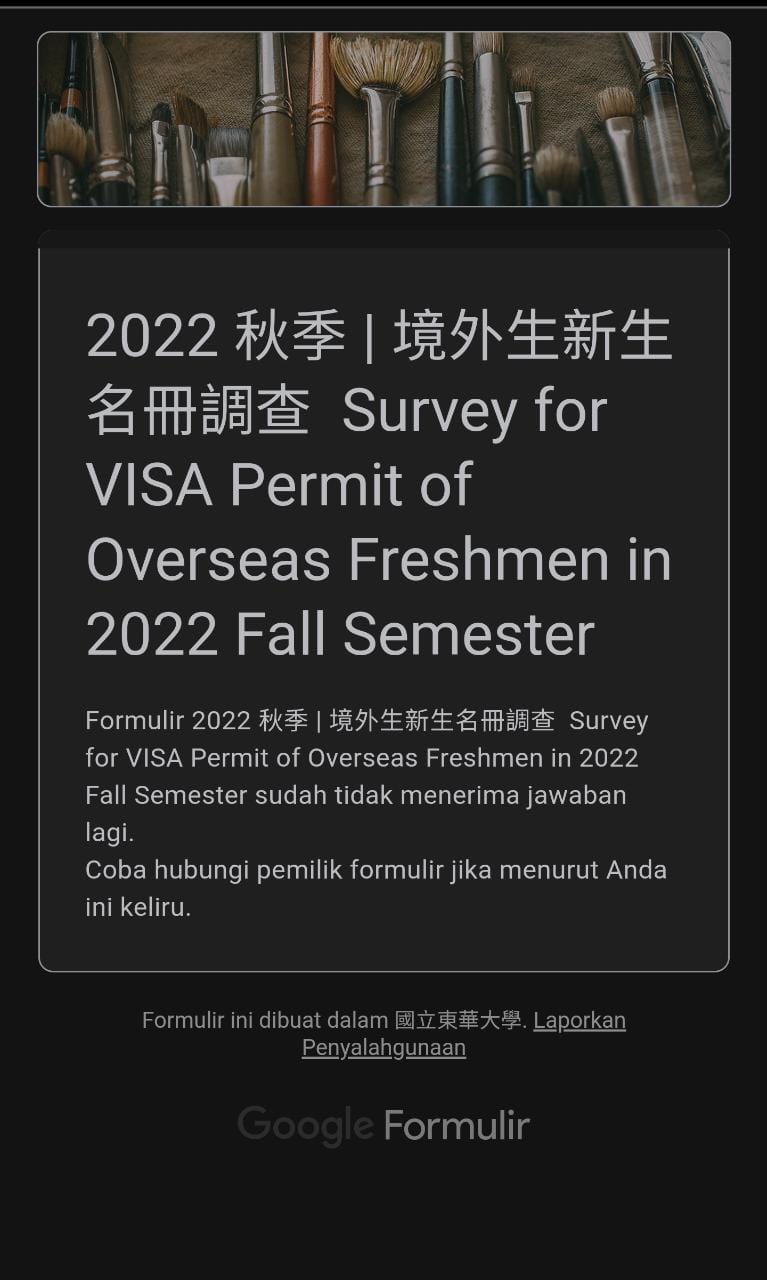 2022 秋季 | 境外生新生
名冊調查  Survey for
VISA Permit of
Overseas Freshmen in
2022 Fall Semester
Formulir 2022 秋季 | 境外生新生名冊調查  Survey
for VISA Permit of Overseas Freshmen in 2022
Fall Semester sudah tidak menerima jawaban
lagi.
Coba hubungi pemilik formulir jika menurut Anda
ini keliru.
Formulir ini dibuat dalam 國立東華大學. Laporkan
Penyalahgunaan
Google Formulir